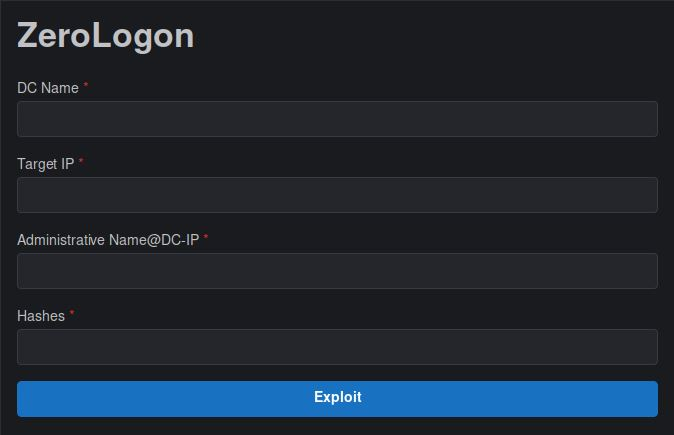 ZeroLogon
DC Name *
Target IP *
Administrative Name@DC-IP *
Hashes *
Exploit